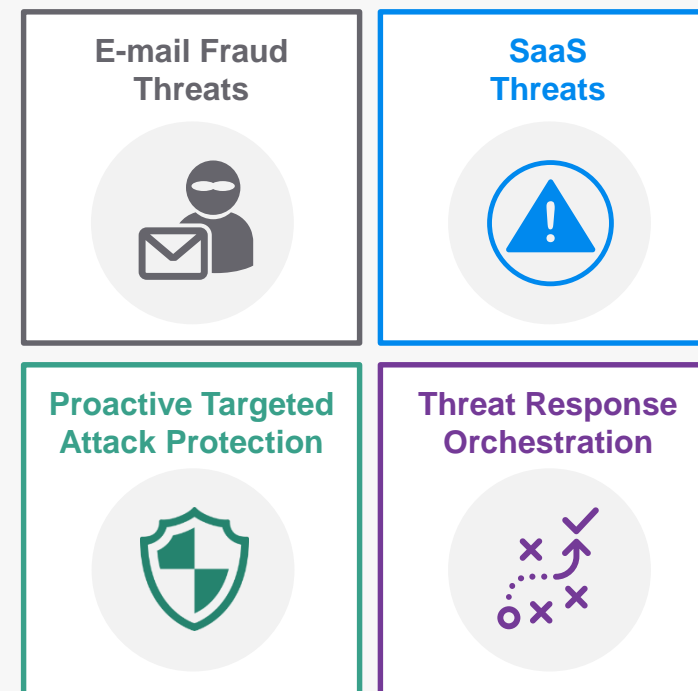 E-mail Fraud
Threats
SaaS
Threats
Proactive Targeted
Attack Protection
Threat Response
Orchestration